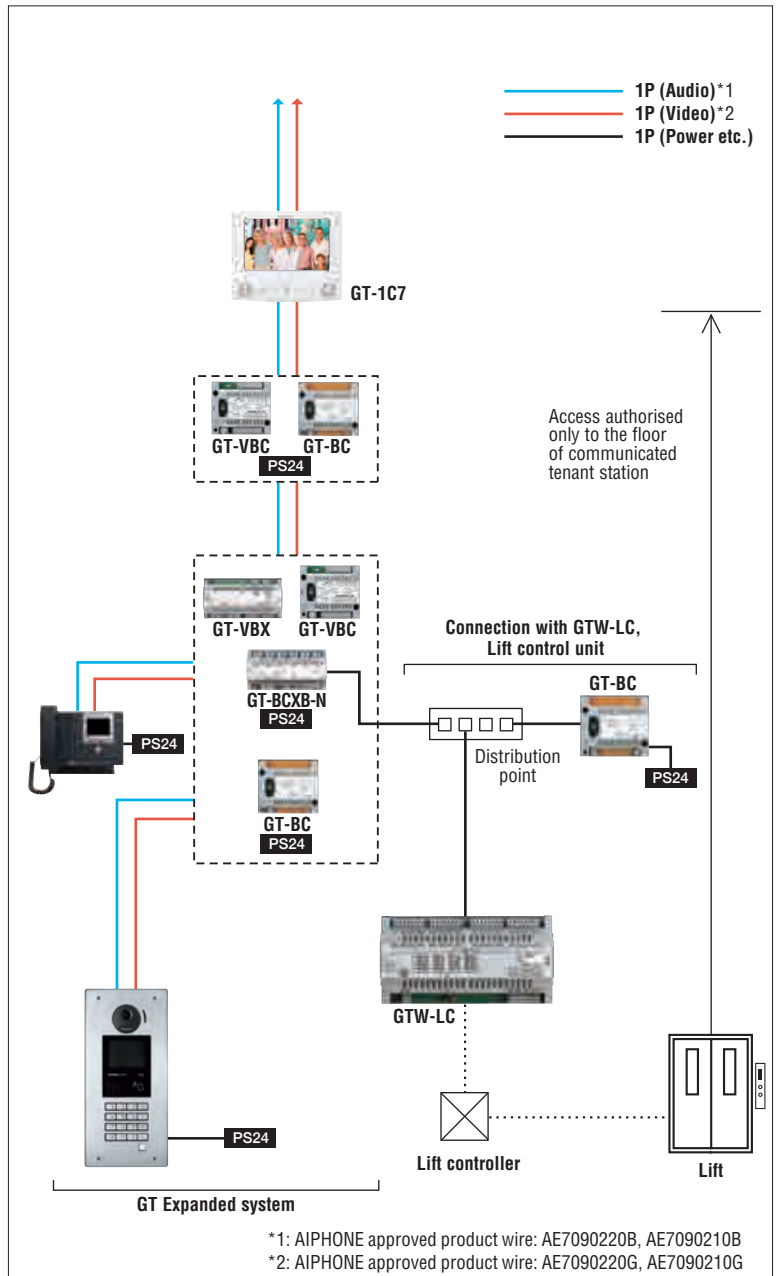 1P (Audio)*1
1P (Video)*2
1P (Power etc.)
GT-1C7
GT-VBC
GT-BC
PS24
Access authorised
only to the floor
of communicated
tenant station
GT-VBX
GT-VBC
GT-BCXB-N
PS24
Connection with GTW-LC,
Lift control unit
GT-BC
Distribution
point
PS24
PS24
GT-BC
PS24
GTW-LC
PS24
Lift controller
Lift
GT Expanded system
*1: AIPHONE approved product wire: AE7090220B, AE7090210B
*2: AIPHONE approved product wire: AE7090220G, AE7090210G